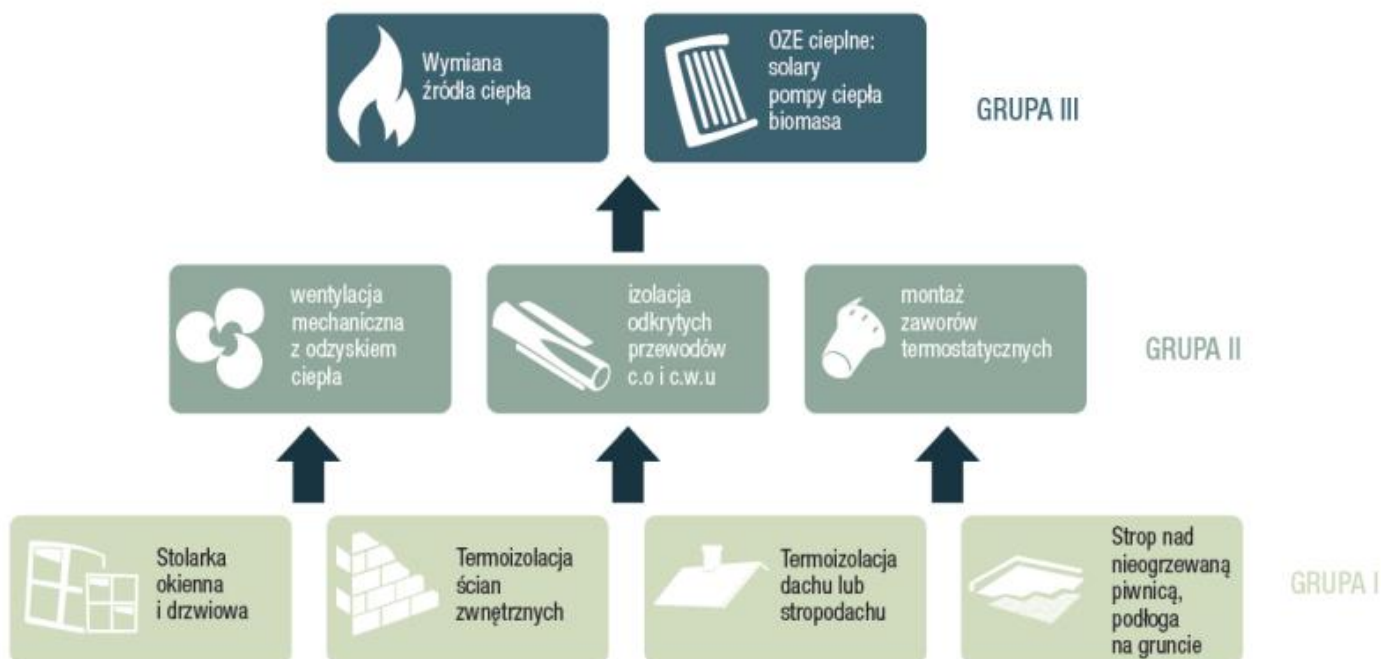 Wymiana
źródła ciepła
OZE cieplne:
solary
pompy ciepła
biomasa
GRUPA III
wentylacja
mechaniczna
z odzyskiem
ciepła
izolacja
odkrytych
przewodów
c.o i c.w.u
montaż
zaworów
termostatycznych
GRUPA II
Stolarka
okienna
i drzwiowa
Termoizolacja
ścian
zwnętrznych
Termoizolacja
dachu lub
stropodachu
Strop nad
nieogrzewaną
piwnicą,
podłoga
na gruncie
GRUPA I